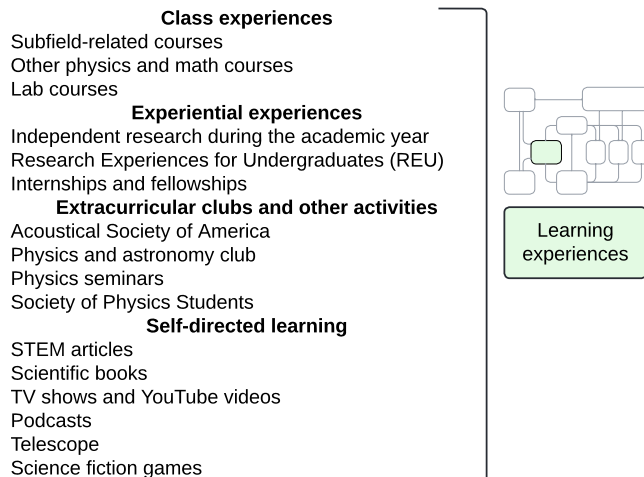 Class experiences
Subfield-related courses
Other physics and math courses
Lab courses
Experiential experiences
Independent research during the academic year
Research Experiences for Undergraduates (REU)
Internships and fellowships
Extracurricular clubs and other activities
Acoustical Society of America
Physics and astronomy club
Physics seminars
Society of Physics Students
Self-directed learning
STEM articles
Scientific books
TV shows and YouTube videos
Podcasts
Telescope
Science fiction games
Learning
experiences